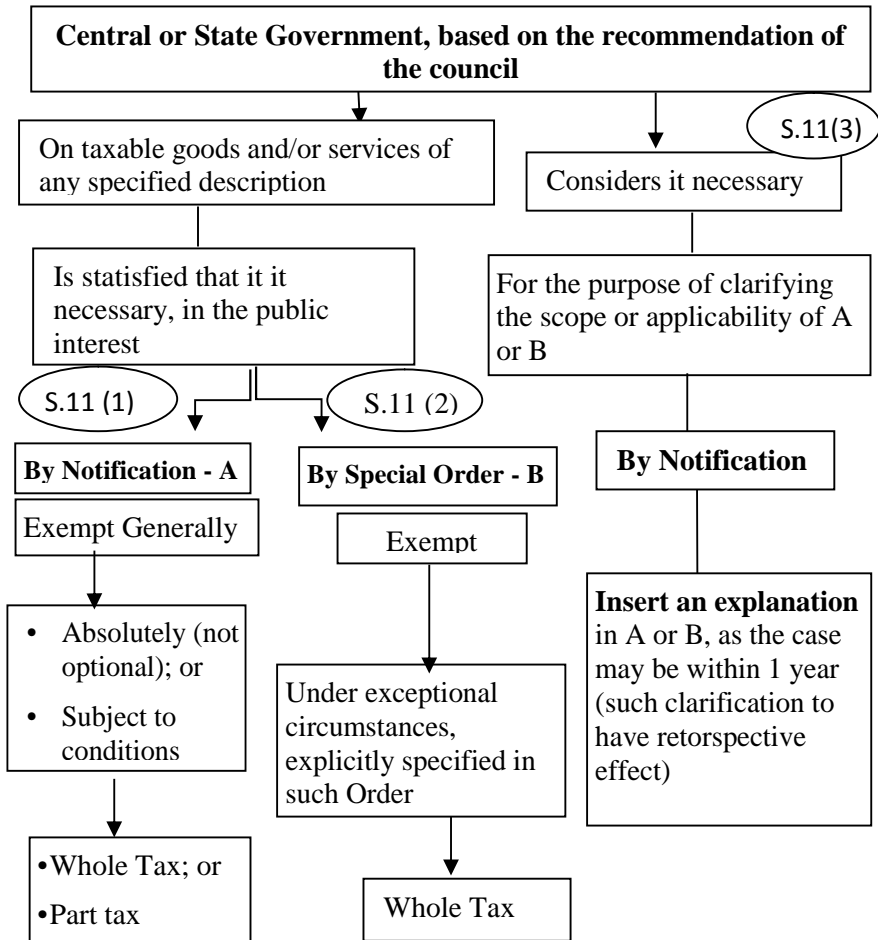 Central or State Government, based on the recommendation of
the council
S.11(3)
On taxable goods and/or services of
any specified description
Considers it necessary
Is statisfied that it it
necessary, in the public
interest
For the purpose of clarifying
the scope or applicability of A
or B
S.11 (1)
S.11 (2)
By Notification - A
By Special Order - B
By Notification
Exempt Generally
Exempt
• Absolutely (not
optional); or
• Subject to
conditions
Under exceptional
circumstances,
explicitly specified in
such Order
Insert an explanation
in A or B, as the case
may be within 1 year
(such clarification to
have retorspective
effect)
•Whole Tax; or
•Part tax
Whole Tax